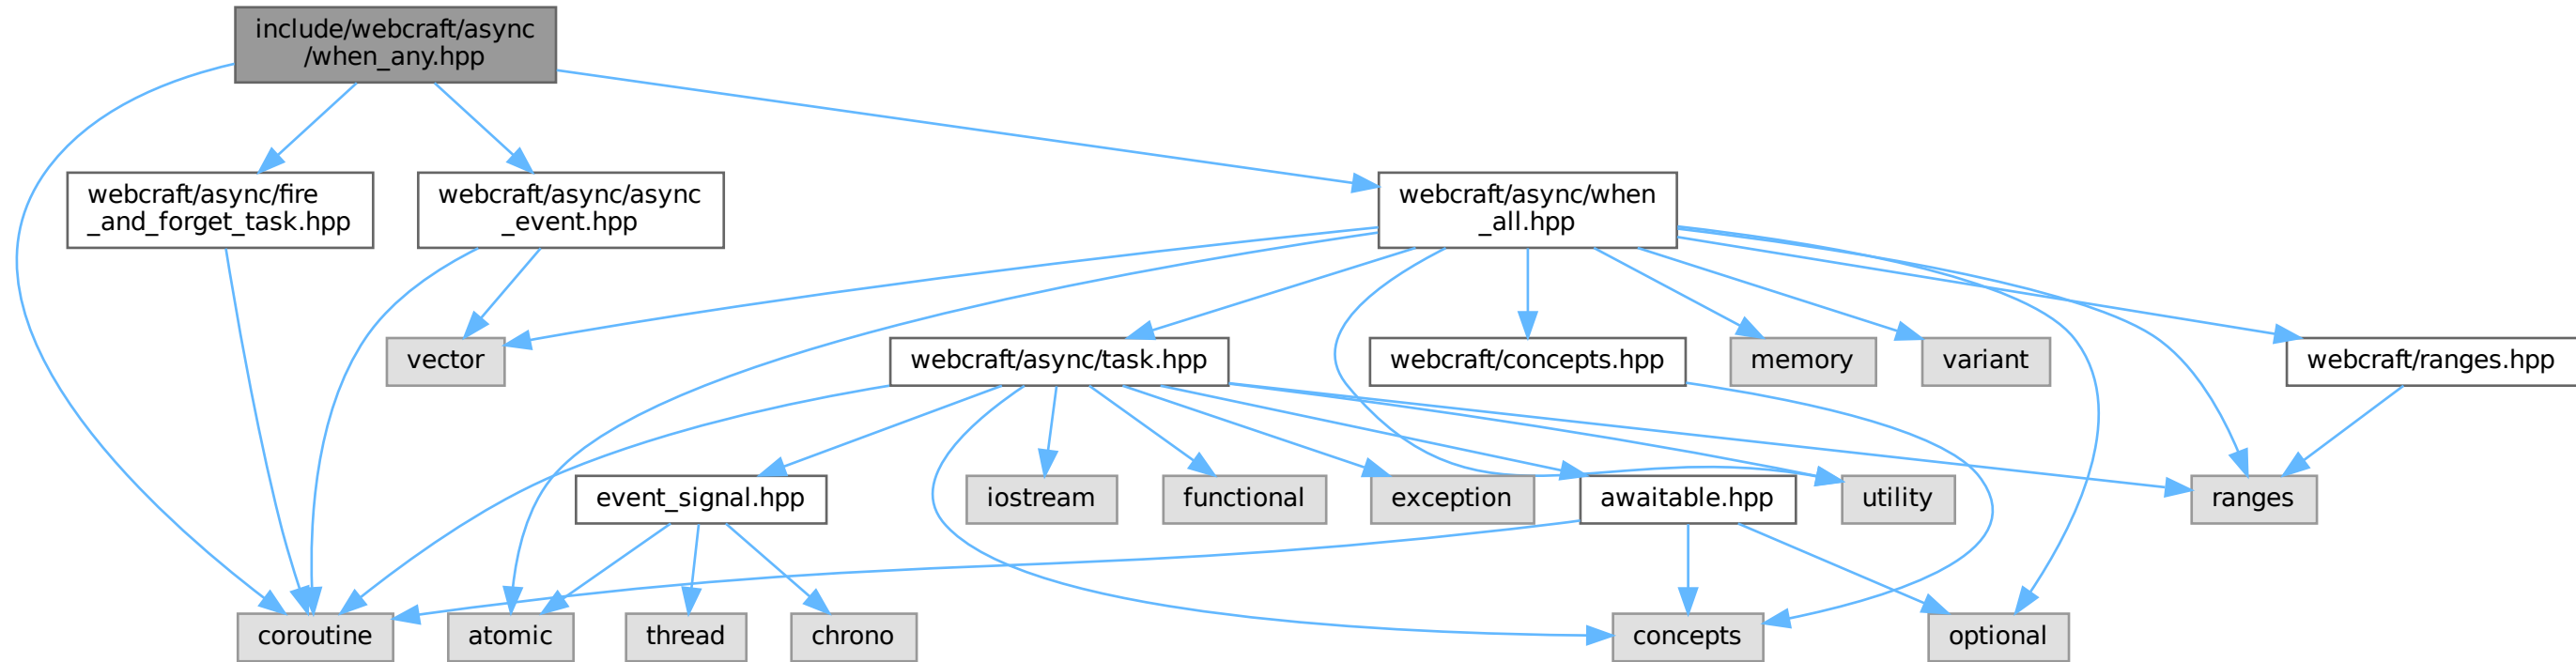 include/webcraft/async
/when_any.hpp
webcraft/async/fire
_and_forget_task.hpp
webcraft/async/async
_event.hpp
webcraft/async/when
_all.hpp
vector
webcraft/async/task.hpp
webcraft/concepts.hpp
memory
variant
webcraft/ranges.hpp
event_signal.hpp
iostream
functional
exception
awaitable.hpp
utility
ranges
coroutine
atomic
thread
chrono
concepts
optional